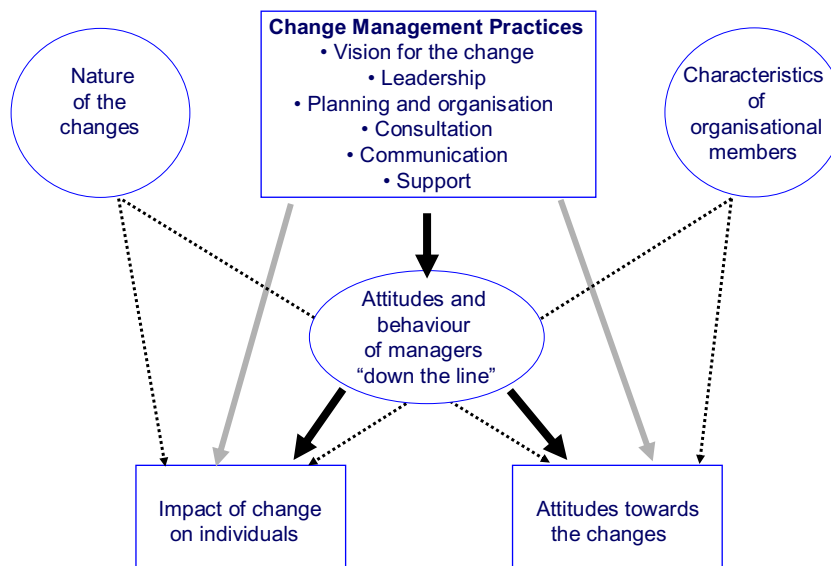 Change Management Practices
• Vision for the change
• Leadership
• Planning and organisation
• Consultation
• Communication
• Support
Nature
of the
changes
Characteristics
of
organisational
members
Attitudes and
behaviour
of managers
“down the line”
Impact of change
on individuals
Attitudes towards
the changes